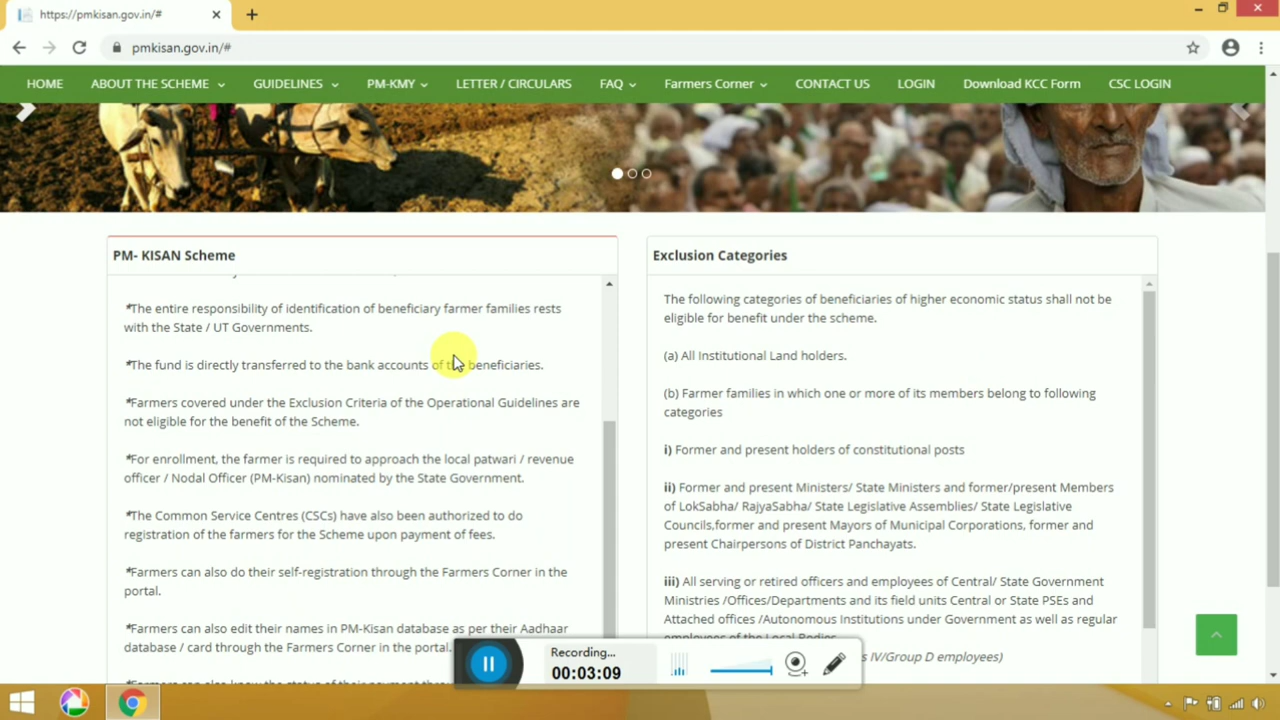 https://pmkisan.gov.in/#
pmkisan.gov.in/#
HOME ABOUT THE SCHEME GUIDELINES PM-KMY LETTER / CIRCULARS FAQ Farmers Corner CONTACT US LOGIN Download KCC Form CSC LOGIN
PM- KISAN Scheme
*The entire responsibility of identification of beneficiary farmer families rests
with the State / UT Governments.
*The fund is directly transferred to the bank accounts of the beneficiaries.
*Farmers covered under the Exclusion Criteria of the Operational Guidelines are
not eligible for the benefit of the Scheme.
*For enrollment, the farmer is required to approach the local patwari / revenue
officer / Nodal Officer (PM-Kisan) nominated by the State Government.
*The Common Service Centres (CSCs) have also been authorized to do
registration of the farmers for the Scheme upon payment of fees.
*Farmers can also do their self-registration through the Farmers Corner in the
portal.
*Farmers can also edit their names in PM-Kisan database as per their Aadhaar
database / card through the Farmers Corner in the portal.
Exclusion Categories
The following categories of beneficiaries of higher economic status shall not be
eligible for benefit under the scheme.
(a) All Institutional Land holders.
(b) Farmer families in which one or more of its members belong to following
categories
i) Former and present holders of constitutional posts
ii) Former and present Ministers/ State Ministers and former/present Members
of LokSabha/ RajyaSabha/ State Legislative Assemblies/ State Legislative
Councils,former and present Mayors of Municipal Corporations, former and
present Chairpersons of District Panchayats.
iii) All serving or retired officers and employees of Central/ State Government
Ministries /Offices/Departments and its field units Central or State PSEs and
Attached offices /Autonomous Institutions under Government as well as regular
employees of the Local Bodies
IV/Group D employees)
Recording...
00:03:09